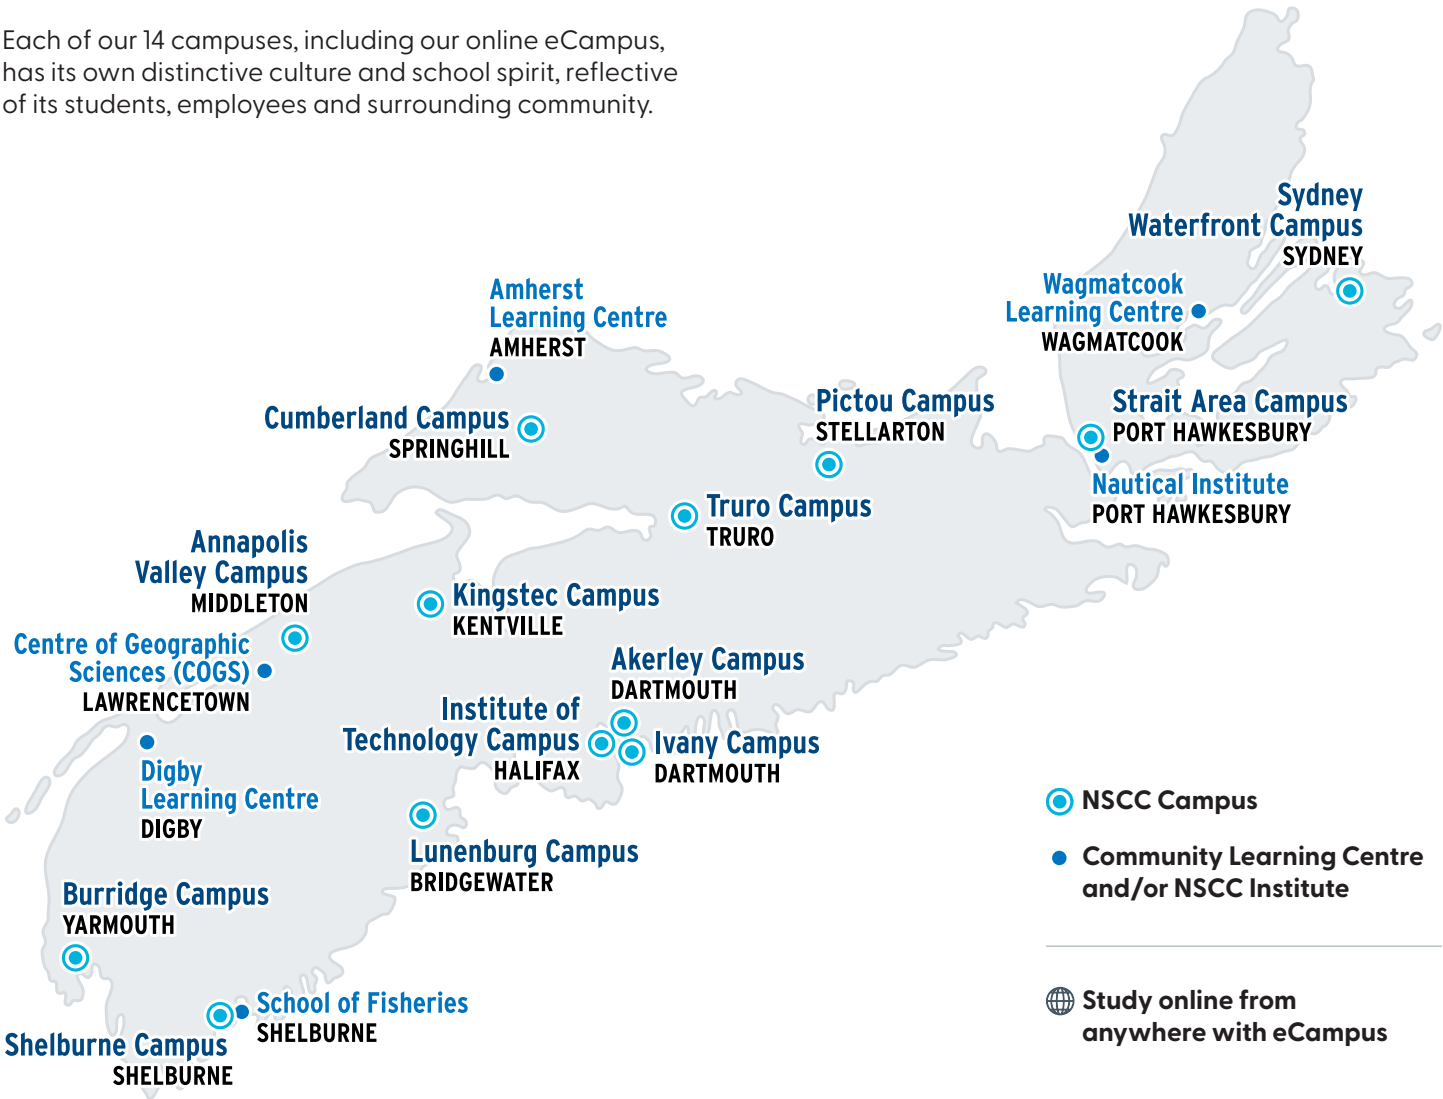 Each of our 14 campuses, including our online eCampus,
has its own distinctive culture and school spirit, reflective
of its students, employees and surrounding community.
Sydney
Waterfront Campus
SYDNEY
Wagmatcook
Learning Centre
WAGMATCOOK
Amherst
Learning Centre
AMHERST
Cumberland Campus
SPRINGHILL
Pictou Campus
STELLARTON
Strait Area Campus
PORT HAWKESBURY
Nautical Institute
PORT HAWKESBURY
Truro Campus
TRURO
Annapolis
Valley Campus
MIDDLETON
Kingstec Campus
KENTVILLE
Centre of Geographic
Sciences (COGS)
LAWRENCETOWN
Akerley Campus
DARTMOUTH
Institute of
Technology Campus
HALIFAX
Ivany Campus
DARTMOUTH
Digby
Learning Centre
DIGBY
Lunenburg Campus
BRIDGEWATER
Burridge Campus
YARMOUTH
School of Fisheries
SHELBURNE
Shelburne Campus
SHELBURNE
NSCC Campus
Community Learning Centre
and/or NSCC Institute
Study online from
anywhere with eCampus